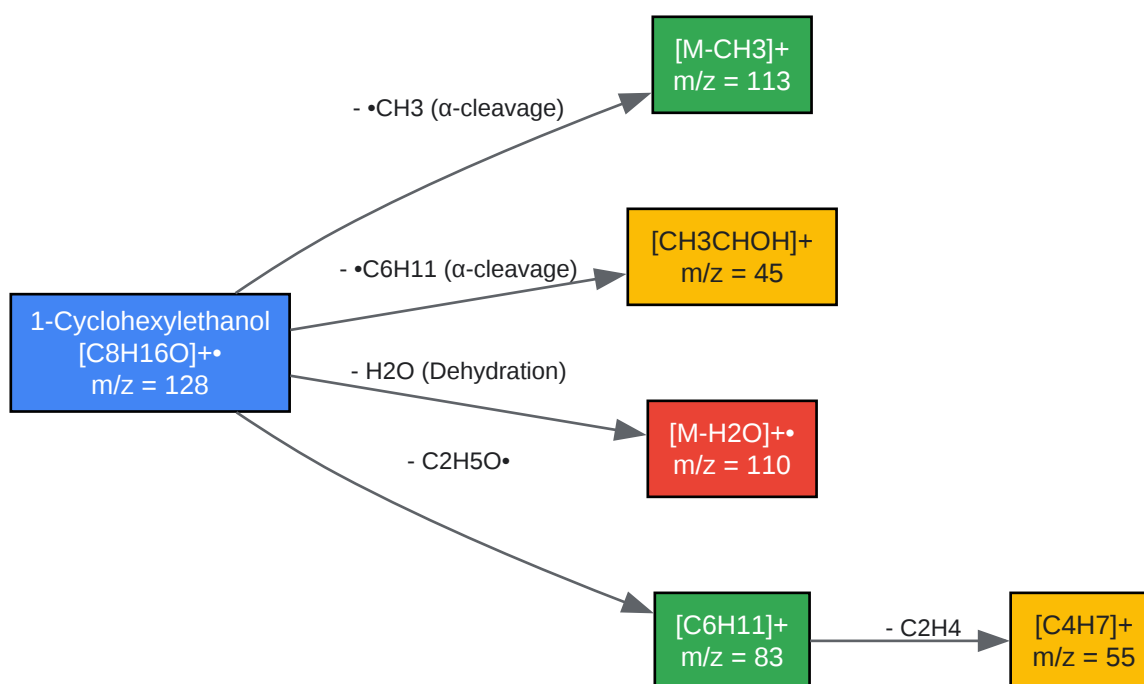 [M-CH3]+
m/z = 113
- •CH3 (α-cleavage)
[CH3CHOH]+
m/z = 45
- •C6H11 (α-cleavage)
1-Cyclohexylethanol
[C8H16O]+•
m/z = 128
- H2O (Dehydration)
[M-H2O]+•
m/z = 110
- C2H5O•
[C6H11]+
m/z = 83
- C2H4
[C4H7]+
m/z = 55